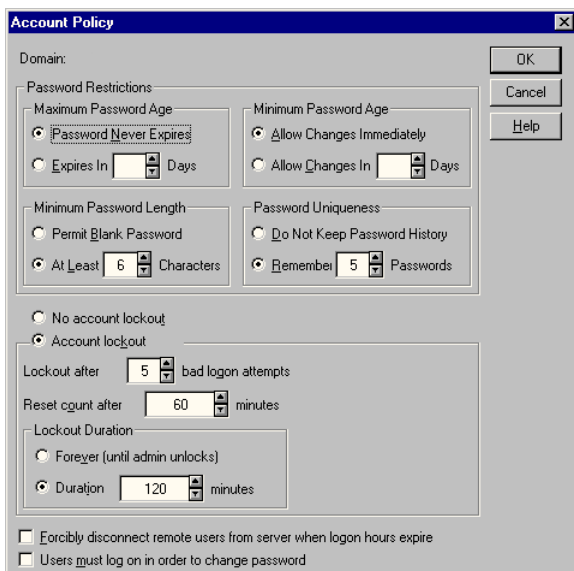 Account Policy
Domain:
OK
Cancel
Help
Password Restrictions
Maximum Password Age
Password Never Expires
Expires In Days
Minimum Password Age
Allow Changes Immediately
Allow Changes In Days
Minimum Password Length
Permit Blank Password
At Least 6 Characters
Password Uniqueness
Do Not Keep Password History
Remember 5 Passwords
No account lockout
Account lockout
Lockout after 5 bad logon attempts
Reset count after 60 minutes
Lockout Duration
Forever (until admin unlocks)
Duration 120 minutes
Forcibly disconnect remote users from server when logon hours expire
Users must log on in order to change password